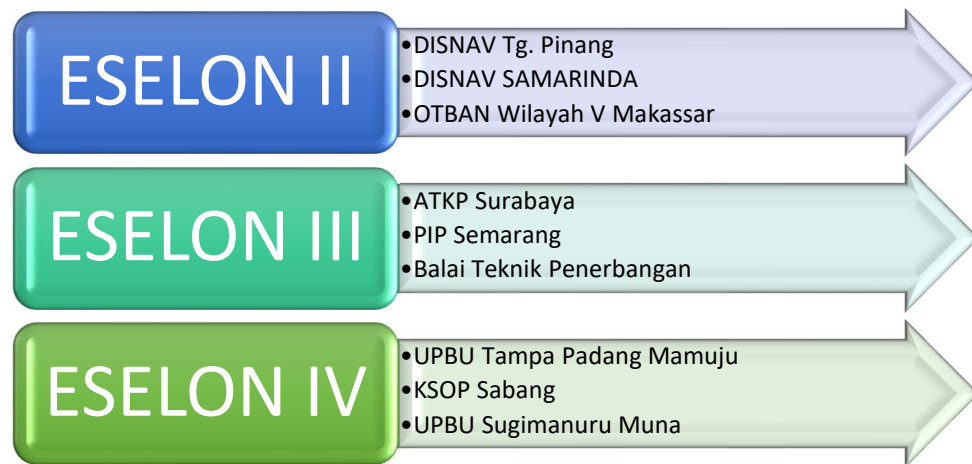 ESELON II
•DISNAV Tg. Pinang
•DISNAV SAMARINDA
•OTBAN Wilayah V Makassar
ESELON III
•ATKP Surabaya
•PIP Semarang
•Balai Teknik Penerbangan
ESELON IV
•UPBU Tampa Padang Mamuju
•KSOP Sabang
•UPBU Sugimanuru Muna